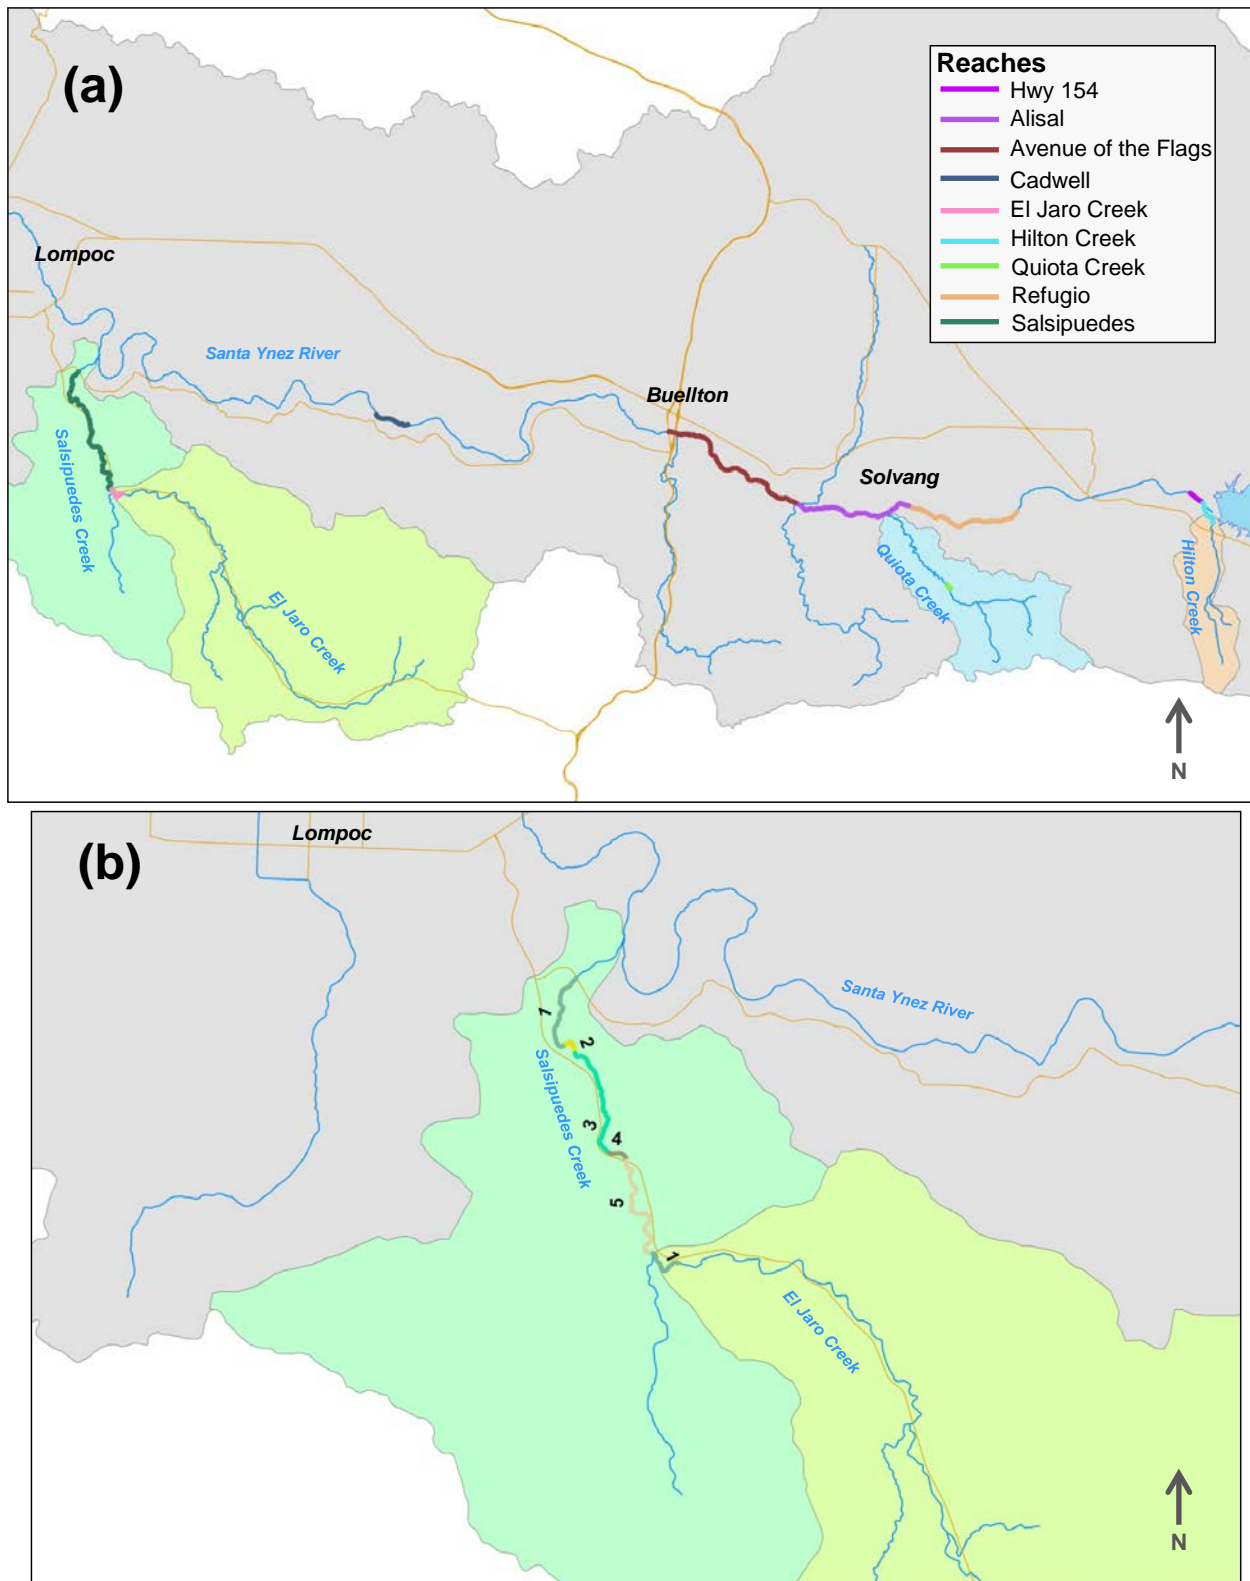 (a)
Reaches
Hwy 154
Alisal
Avenue of the Flags
Cadwell
El Jaro Creek
Hilton Creek
Quiota Creek
Refugio
Salsipuedes
Lompoc
Santa Ynez River
Buellton
Solvang
Salsipuedes Creek
El Jaro Creek
Quiota Creek
Hilton Creek
N
(b)
Lompoc
Santa Ynez River
1
2
Salsipuedes Creek
3
4
5
1
El Jaro Creek
N